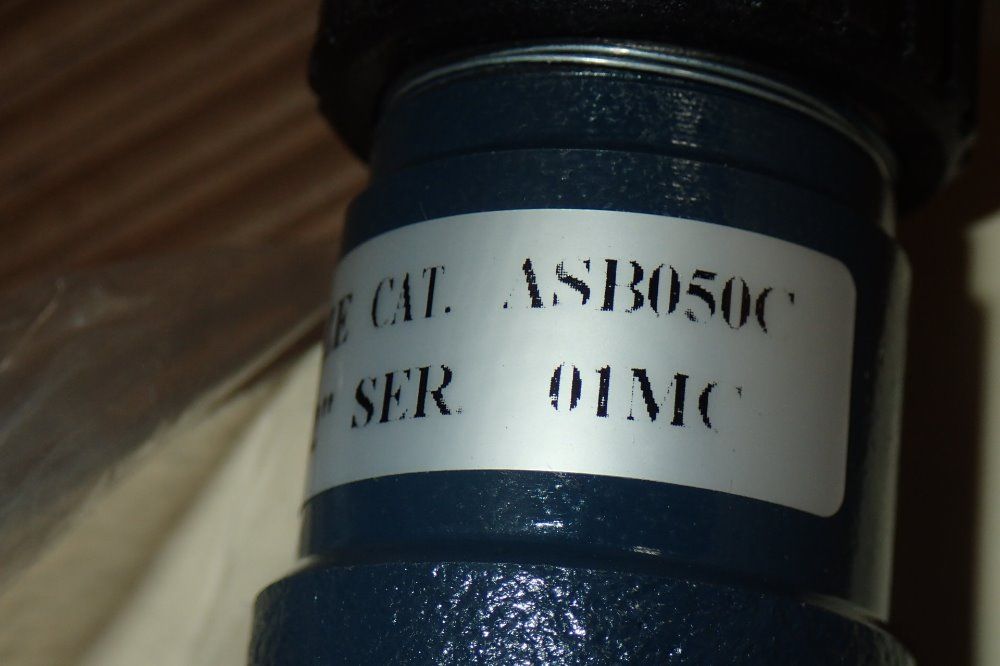 CAT. ASB050C
SER. 01MC